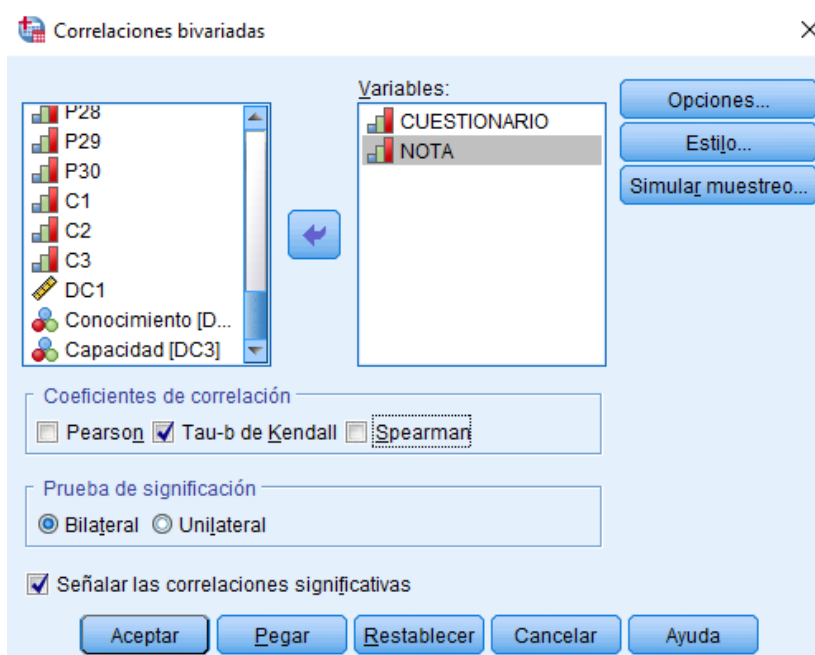 Correlaciones bivariadas
P28
P29
P30
C1
C2
C3
DC1
Conocimiento [D...
Capacidad [DC3]
Variables:
CUESTIONARIO
NOTA
Opciones...
Estilo...
Simular muestreo...
Coeficientes de correlación
Pearson Tau-b de Kendall Spearman
Prueba de significación
Bilateral Unilateral
Señalar las correlaciones significativas
Aceptar Pegar Restablecer Cancelar Ayuda